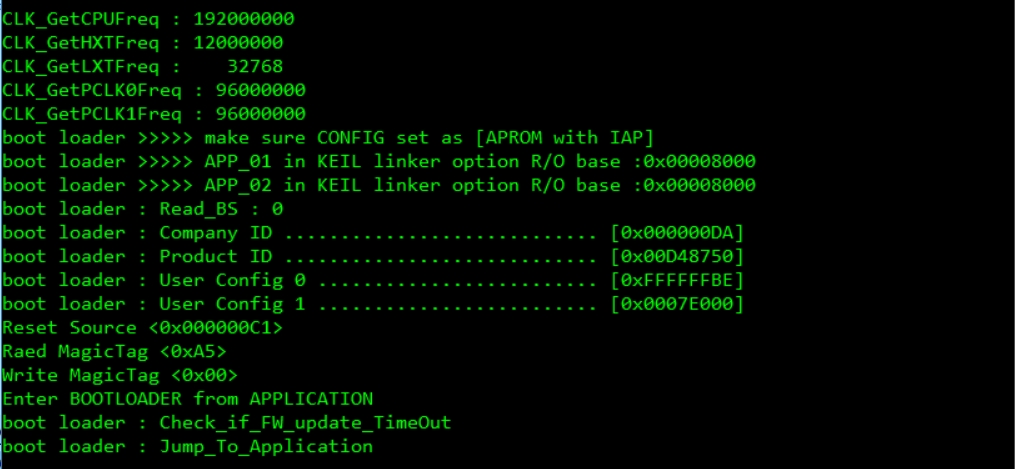 CLK_GetCPUFreq : 192000000
CLK_GetHXTFreq : 12000000
CLK_GetLXTFreq :    32768
CLK_GetPCLK0Freq : 96000000
CLK_GetPCLK1Freq : 96000000
boot loader >>>>> make sure CONFIG set as [APROM with IAP]
boot loader >>>>> APP_01 in KEIL linker option R/O base :0x00008000
boot loader >>>>> APP_02 in KEIL linker option R/O base :0x00008000
boot loader : Read_BS : 0
boot loader : Company ID ............................ [0x000000DA]
boot loader : Product ID ............................ [0x00D48750]
boot loader : User Config 0 ......................... [0xFFFFFFBE]
boot loader : User Config 1 ......................... [0x0007E000]
Reset Source <0x000000C1>
Raed MagicTag <0xA5>
Write MagicTag <0x00>
Enter BOOTLOADER from APPLICATION
boot loader : Check_if_FW_update_TimeOut
boot loader : Jump_To_Application